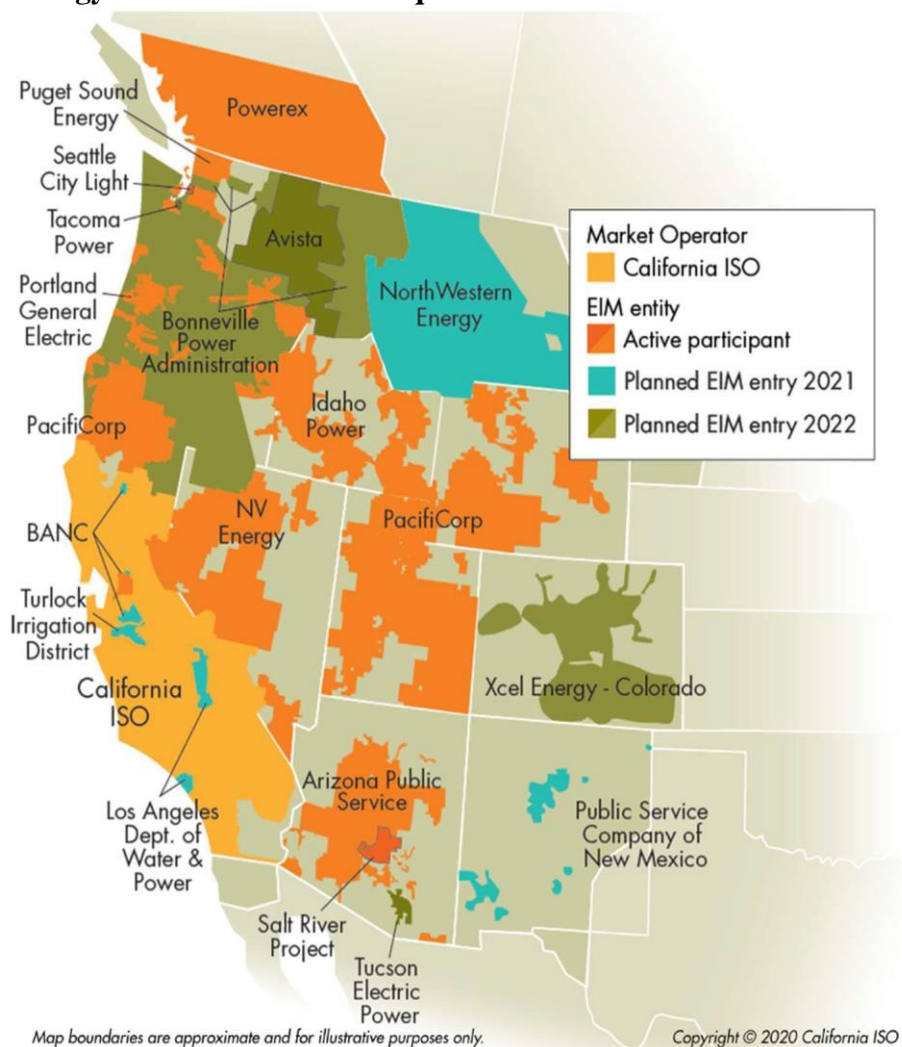 Powerex
Puget Sound
Energy
Seattle
City Light
Tacoma
Power
Avista
Portland
General
Electric
Bonneville
Power
Administration
NorthWestern
Energy
Market Operator
California ISO
EIM entity
Active participant
Planned EIM entry 2021
Planned EIM entry 2022
Idaho
Power
PacifiCorp
NV
Energy
PacifiCorp
BANC
Turlock
Irrigation
District
California
ISO
Xcel Energy - Colorado
Arizona Public
Service
Los Angeles
Dept. of
Water &
Power
Public Service
Company of
New Mexico
Salt River
Project
Tucson
Electric
Power
Map boundaries are approximate and for illustrative purposes only.
Copyright © 2020 California ISO